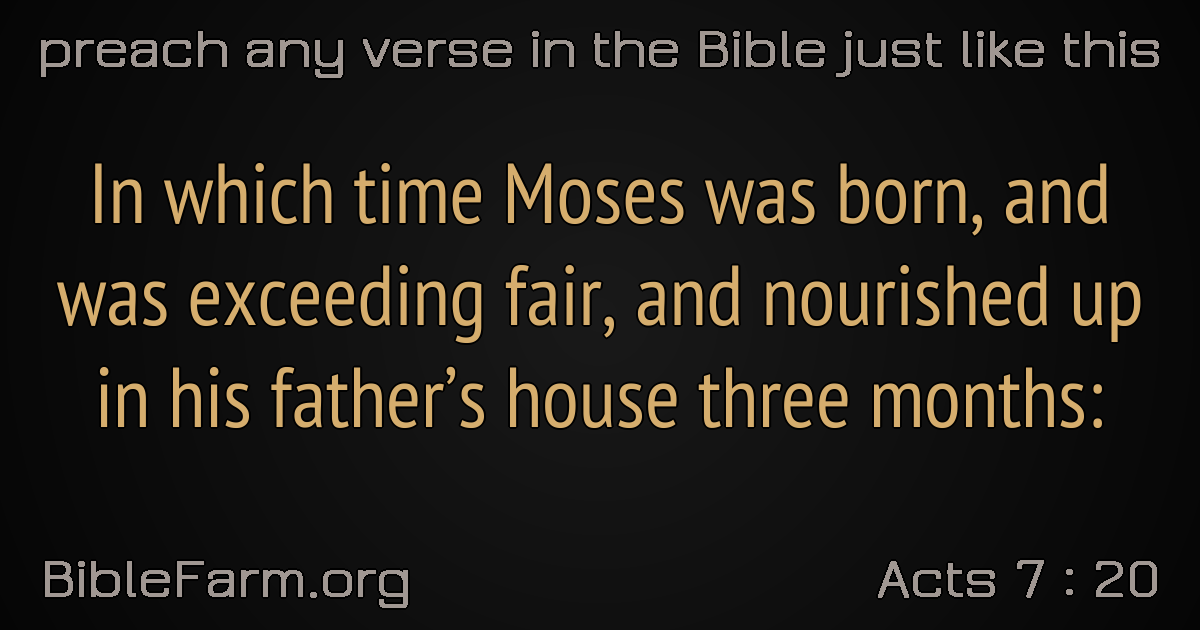 preach any verse in the Bible just like this
In which time Moses was born, and
was exceeding fair, and nourished up
in his father’s house three months:
BibleFarm.org
Acts 7 : 20